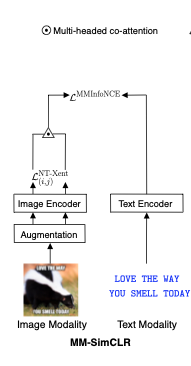 ⊙ Multi-headed co-attention
ℒ^MMInfoNCE
ℒ^NT-Xent_(i,j)
Image Encoder
Text Encoder
Augmentation
LOVE THE WAY
YOU SMELL TODAY
LOVE THE WAY
YOU SMELL TODAY
Image Modality
Text Modality
MM-SimCLR